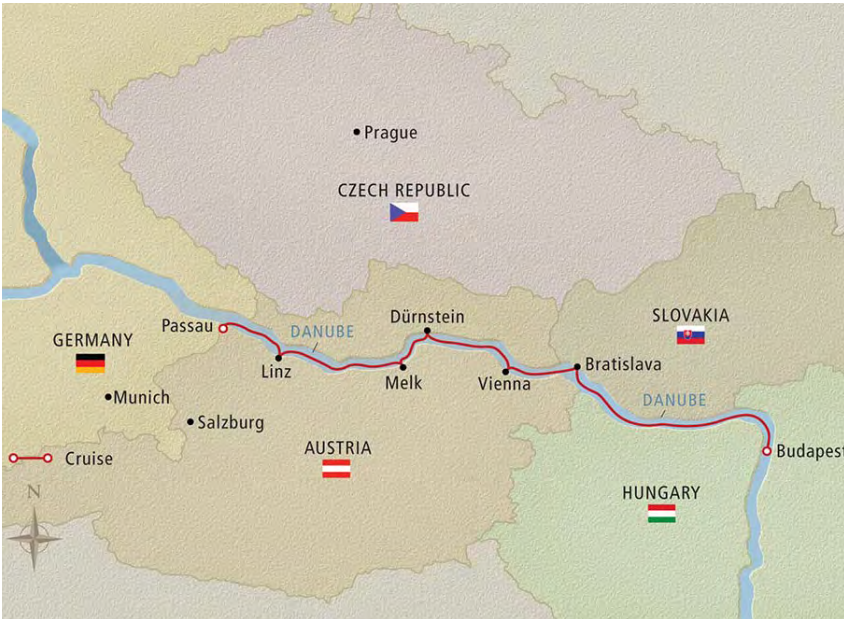 Prague
CZECH REPUBLIC
Dürnstein
SLOVAKIA
Passau
DANUBE
GERMANY
Linz
Melk
Vienna
Bratislava
Munich
DANUBE
Salzburg
AUSTRIA
Budapest
Cruise
N
HUNGARY